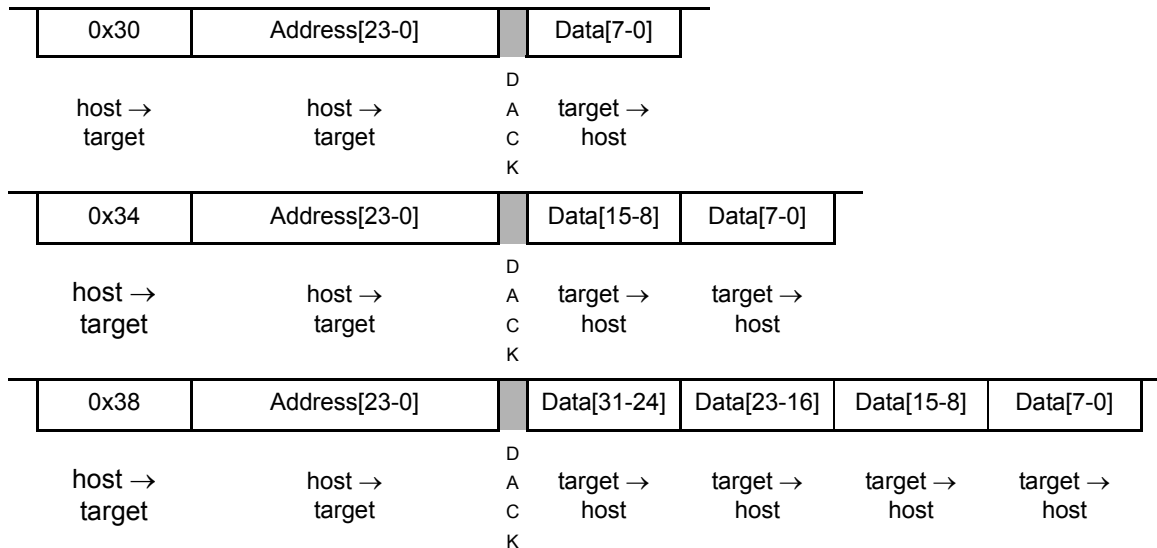 0x30 Address[23-0] Data[7-0]
D
host → host → A target →
target target C host
K
0x34 Address[23-0] Data[15-8] Data[7-0]
D
host → host → A target → target →
target target C host host
K
0x38 Address[23-0] Data[31-24] Data[23-16] Data[15-8] Data[7-0]
D
host → host → A target → target → target → target →
target target C host host host host
K